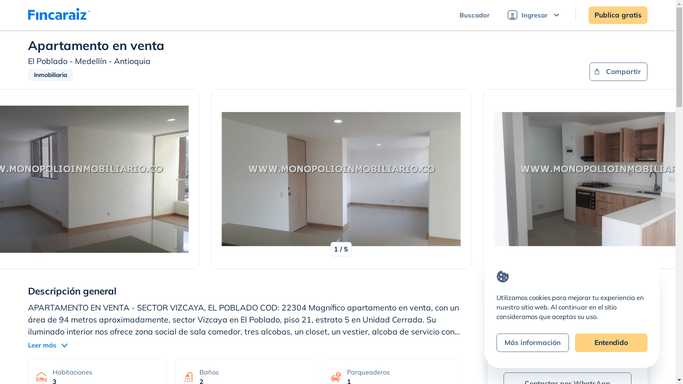 Fincaraiz
Buscador
Ingresar
Publica gratis
Apartamento en venta
El Poblado - Medellín - Antioquia
Inmobiliaria
Compartir
WWW.MONOPOLIOINMOBILIARIO.CO
WWW.MONOPOLIOINMOBILIARIO.CO
WWW.MONOPOLIOINMOBILIARIO.CO
1 / 5
Descripción general
APARTAMENTO EN VENTA - SECTOR VIZCAYA, EL POBLADO COD: 22304 Magnífico apartamento en venta, con un
área de 94 metros aproximadamente, sector Vizcaya en El Poblado, piso 21, estrato 5 en Unidad Cerrada. Su
iluminado interior nos ofrece zona social de sala comedor, tres alcobas, un closet, un vestier, alcoba de servicio con...
Leer más
Habitaciones
3
Baños
2
Parqueaderos
1
Utilizamos cookies para mejorar tu experiencia en
nuestro sitio web. Al continuar en el sitio
consideramos que aceptas su uso.
Más información
Entendido
Contactar por WhatsApp